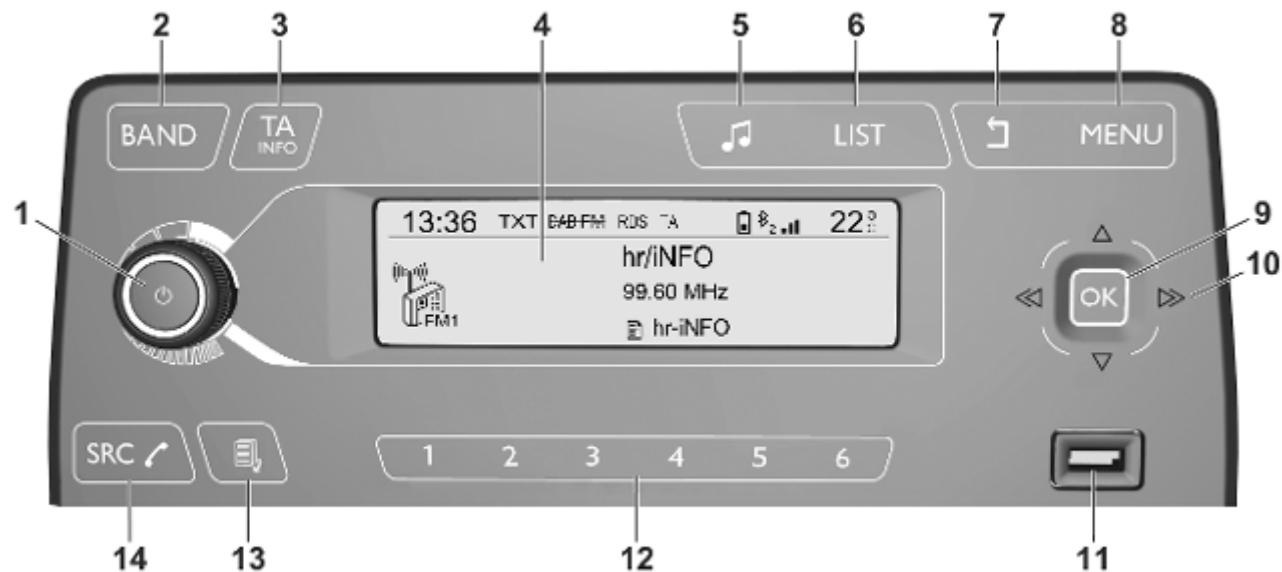 2 3 4 5 6 7 8
BAND TA INFO ♫ LIST MENU
1
13:36 TXT DAB-FM RDS TA 2 22°
hr/iNFO
99.60 MHz
FM1
hr-iNFO
9
OK
10
SRC
1 2 3 4 5 6
14 13 12 11